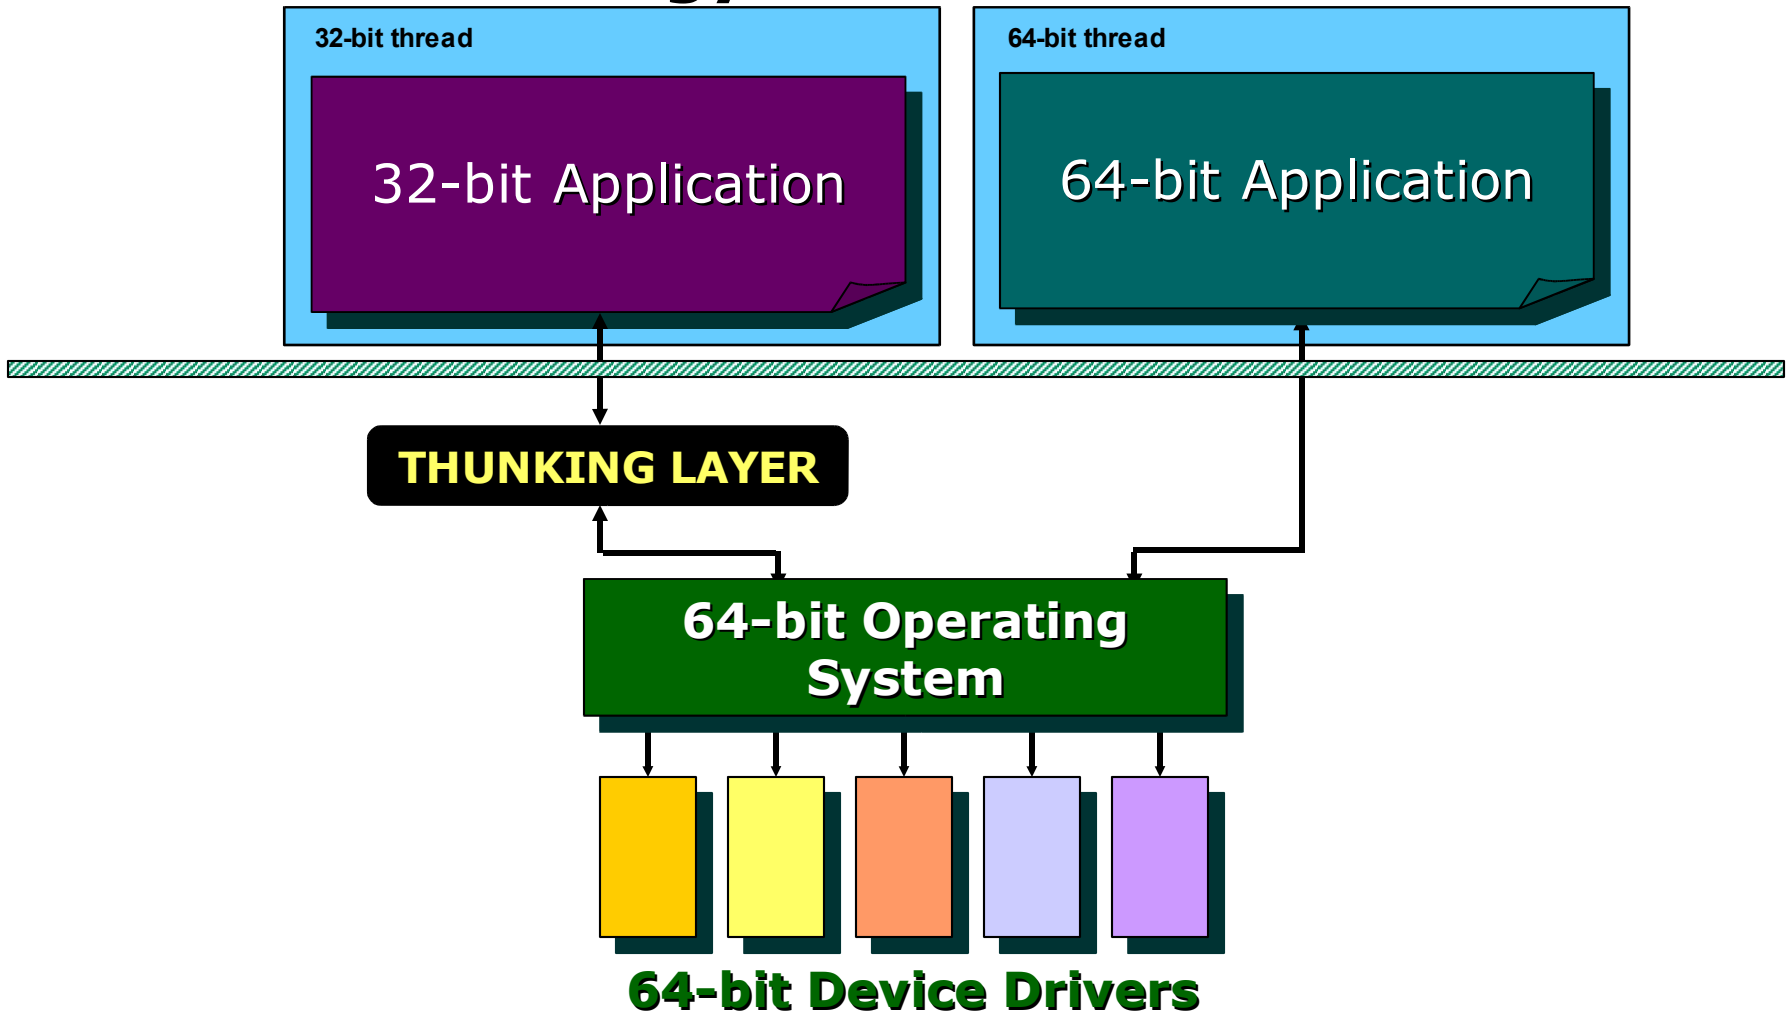 32-bit thread
64-bit thread
32-bit Application
64-bit Application
THUNKING LAYER
64-bit Operating
System
64-bit Device Drivers